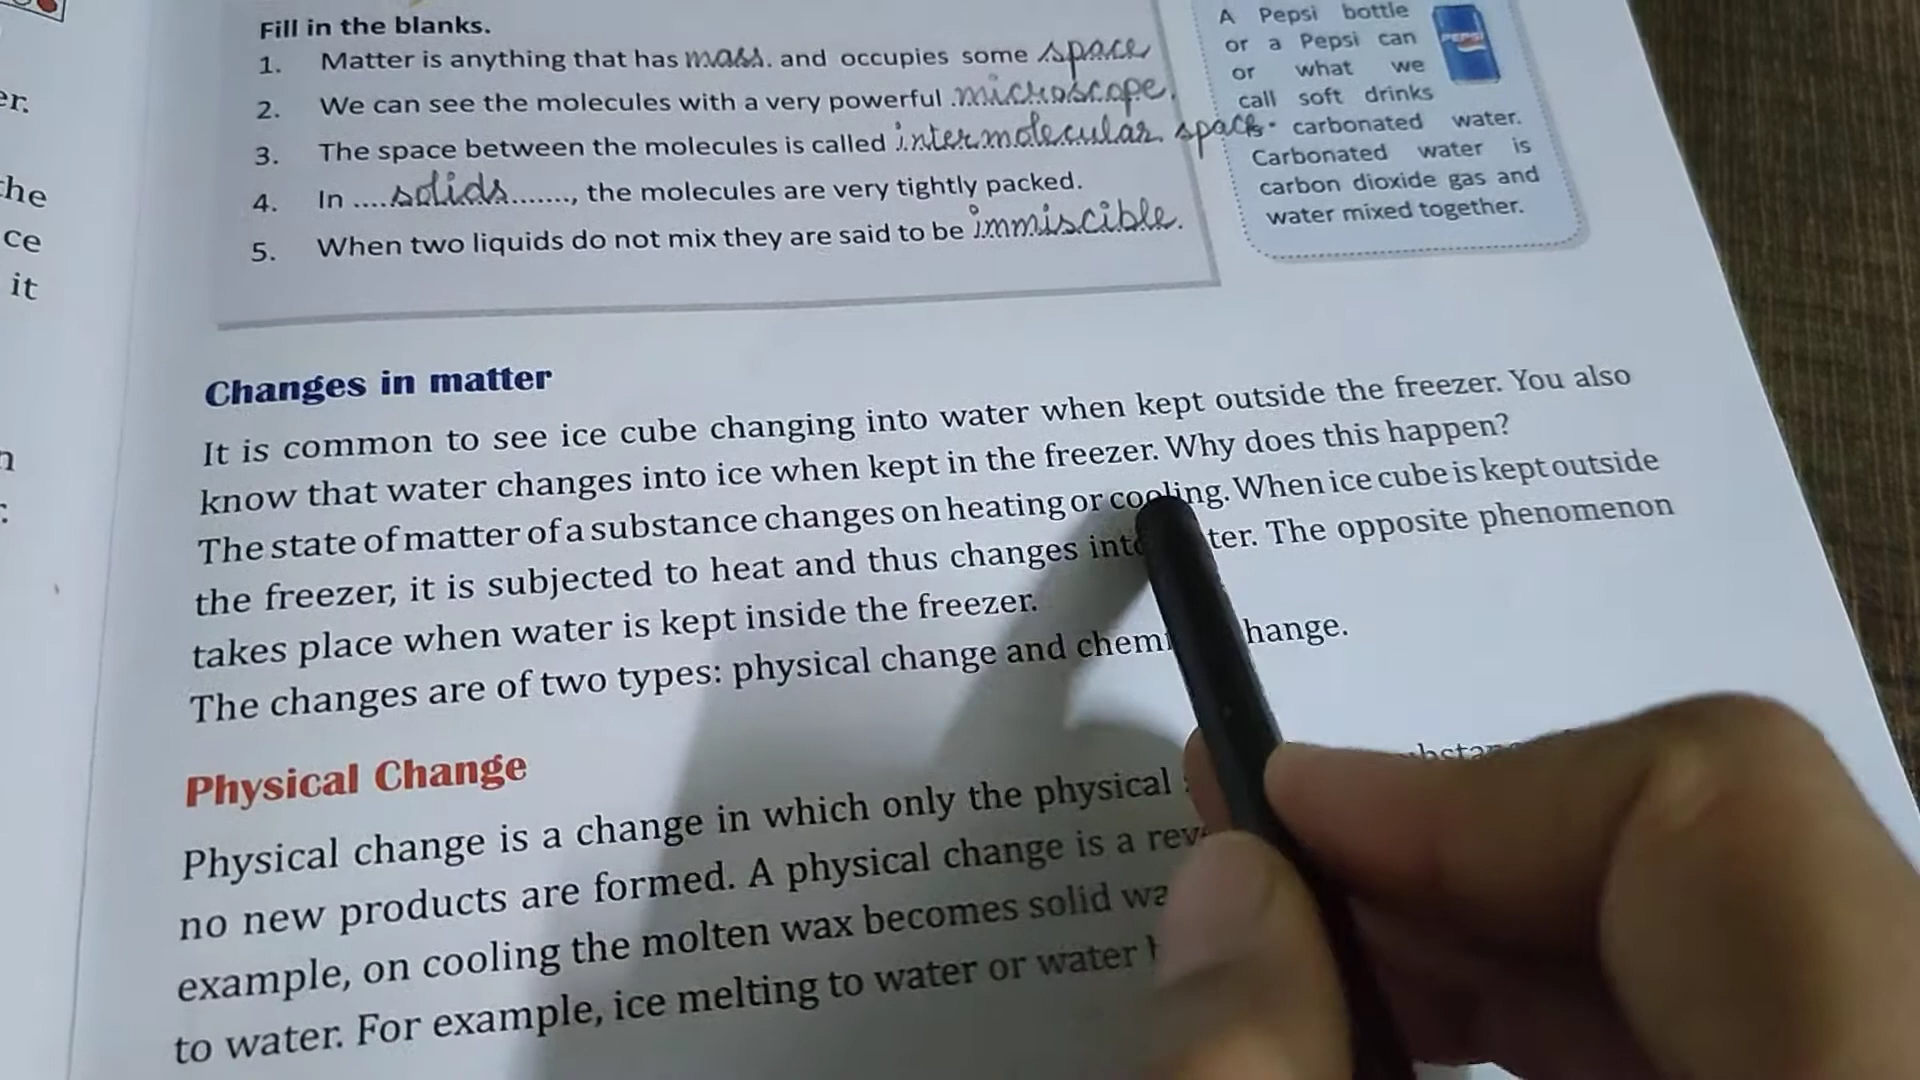 er.
he
ce
it
Fill in the blanks.
1. Matter is anything that has mass. and occupies some space
2. We can see the molecules with a very powerful .microscope.
3. The space between the molecules is called intermolecular space.
4. In ....solids......., the molecules are very tightly packed.
5. When two liquids do not mix they are said to be immiscible.
A Pepsi bottle
or a Pepsi can
or what we
call soft drinks
carbonated water.
Carbonated water is
carbon dioxide gas and
water mixed together.
PEPSI
Changes in matter
It is common to see ice cube changing into water when kept outside the freezer. You also
know that water changes into ice when kept in the freezer. Why does this happen?
The state of matter of a substance changes on heating or cooling. When ice cube is kept outside
the freezer, it is subjected to heat and thus changes into ter. The opposite phenomenon
takes place when water is kept inside the freezer.
The changes are of two types: physical change and chemi hange.
Physical Change
Physical change is a change in which only the physical
no new products are formed. A physical change is a rev
example, on cooling the molten wax becomes solid wa
to water. For example, ice melting to water or water